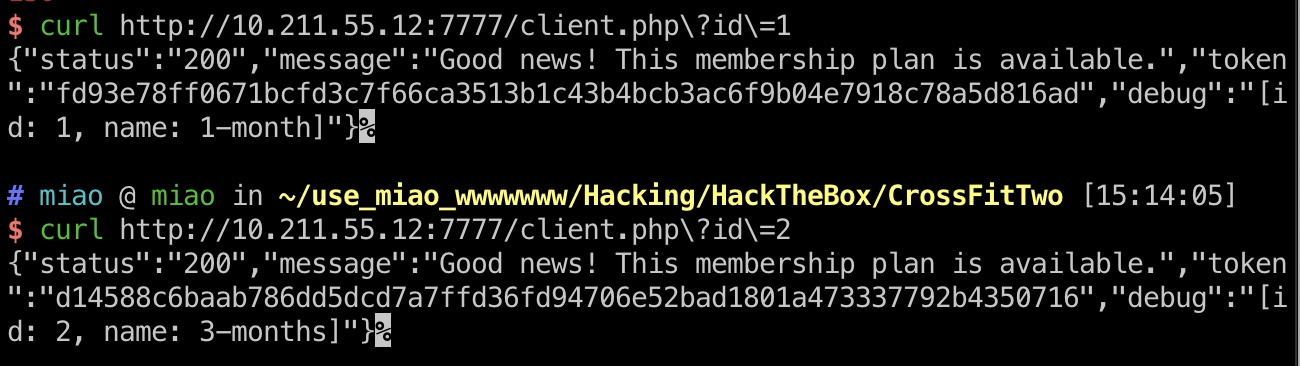 $ curl http://10.211.55.12:7777/client.php\?id\=1
{"status":"200","message":"Good news! This membership plan is available.","token
":"fd93e78ff0671bcfd3c7f66ca3513b1c43b4bcb3ac6f9b04e7918c78a5d816ad","debug":"[i
d: 1, name: 1-month]"}%
# miao @ miao in ~/use_miao_wwwwwww/Hacking/HackTheBox/CrossFitTwo [15:14:05]
$ curl http://10.211.55.12:7777/client.php\?id\=2
{"status":"200","message":"Good news! This membership plan is available.","token
":"d14588c6baab786dd5dcd7a7ffd36fd94706e52bad1801a473337792b4350716","debug":"[i
d: 2, name: 3-months]"}%